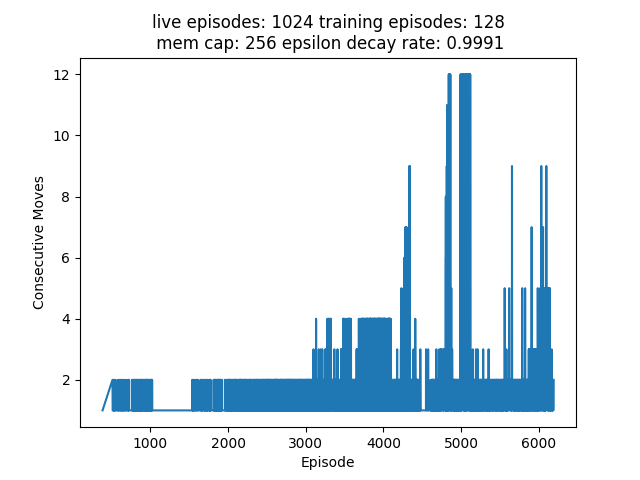 live episodes: 1024 training episodes: 128
mem cap: 256 epsilon decay rate: 0.9991
12
10
8
6
4
2
Consecutive Moves
1000 2000 3000 4000 5000 6000
Episode